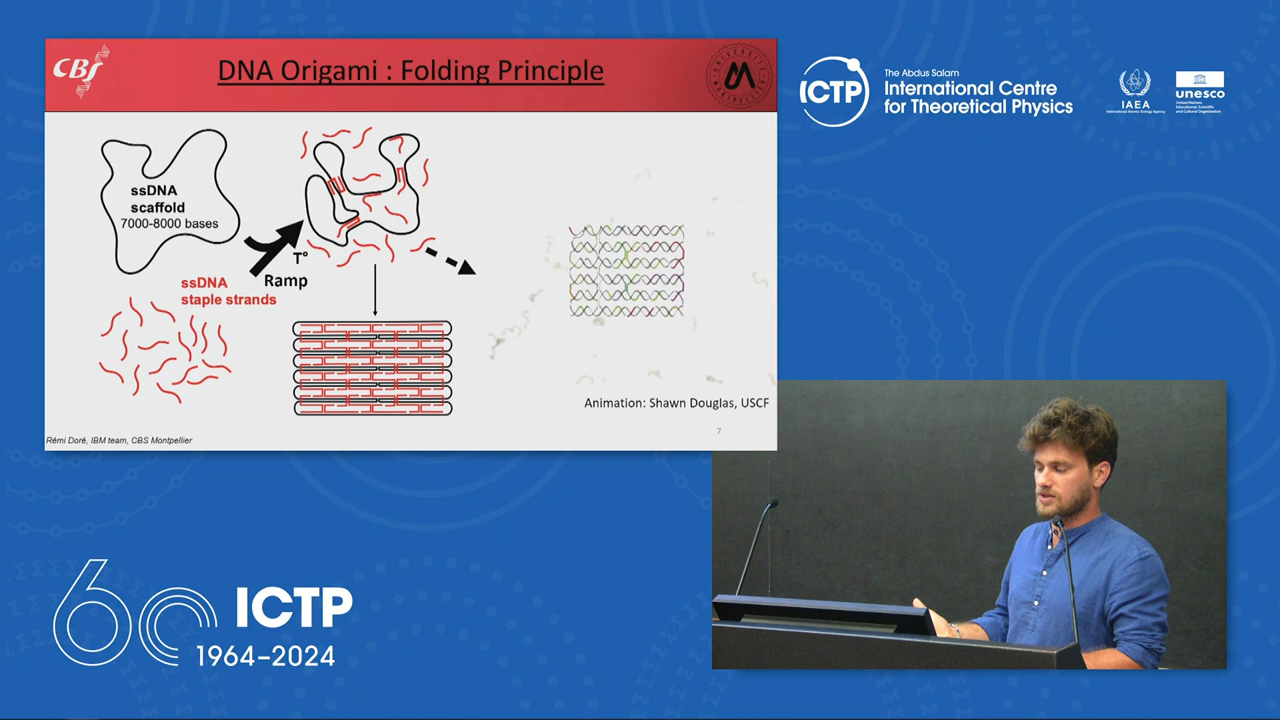 CBS
DNA Origami : Folding Principle
ssDNA
scaffold
7000-8000 bases
T°
Ramp
ssDNA
staple strands
Animation: Shawn Douglas, USCF
7
Rémi Doré, IBM team, CBS Montpellier
ICTP
The Abdus Salam
International Centre
for Theoretical Physics
IAEA
International Atomic Energy Agency
unesco
United Nations
Educational, Scientific
and Cultural Organization
60 ICTP
1964–2024